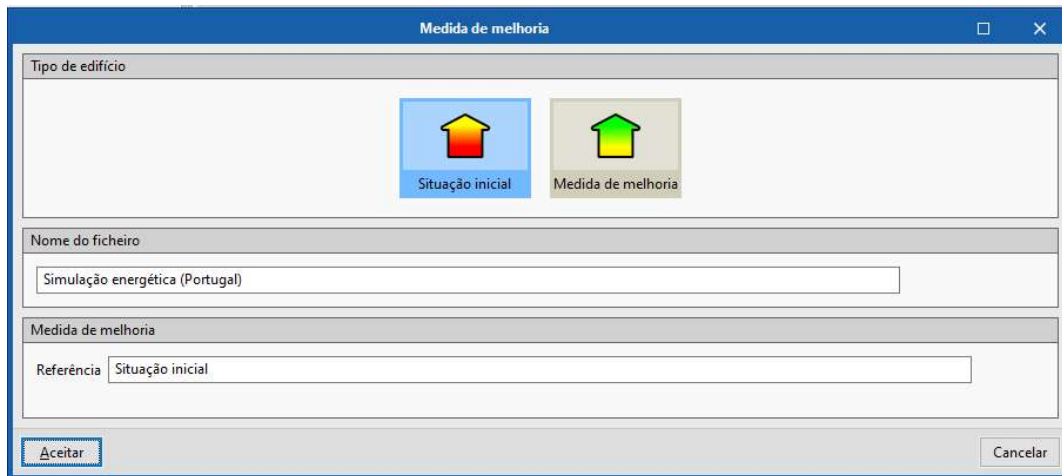 Medida de melhoria
Tipo de edifício
Situação inicial
Medida de melhoria
Nome do ficheiro
Simulação energética (Portugal)
Medida de melhoria
Referência Situação inicial
Aceitar Cancelar